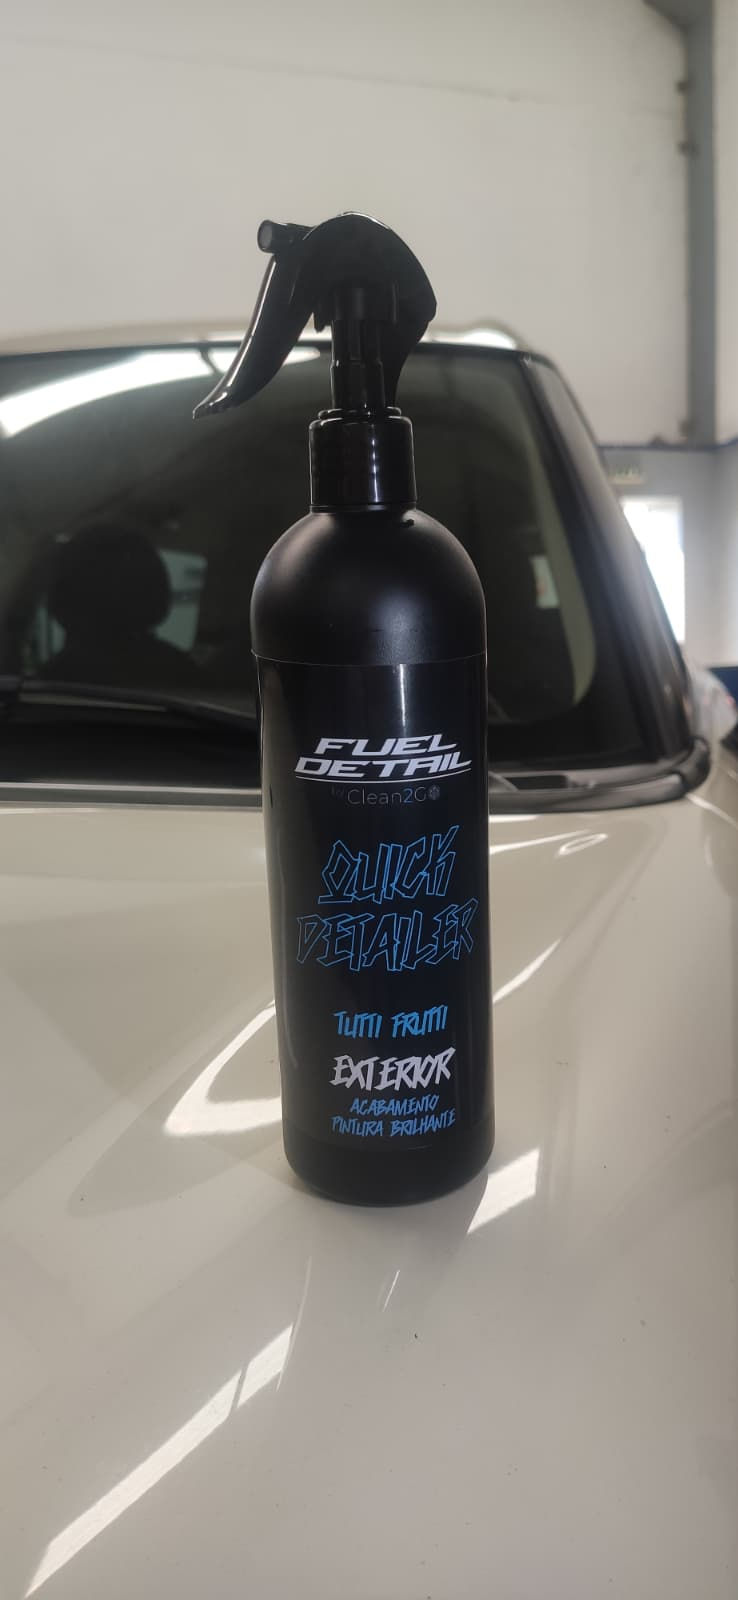 FUEL
DETAIL
by Clean2GO
QUICK
DETAILER
TUTTI FRUTTI
EXTERIOR
ACABAMENTO
PINTURA BRILHANTE